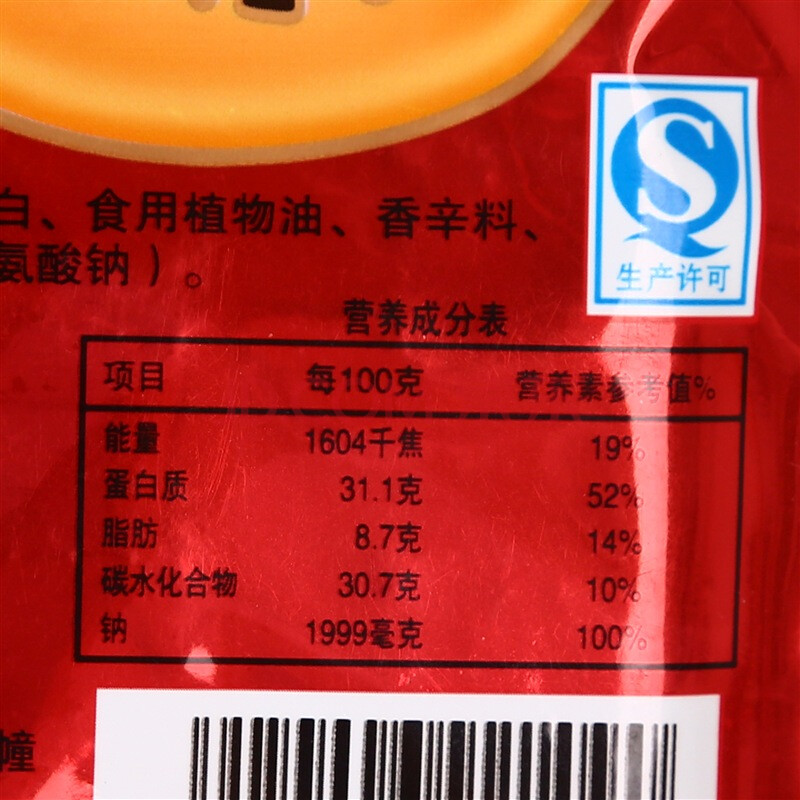 白、食用植物油、香辛料、
氨酸钠）。
S
生产许可
营养成分表
项目 每100克 营养素参考值%
能量 1604千焦 19%
蛋白质 31.1克 52%
脂肪 8.7克 14%
碳水化合物 30.7克 10%
钠 1999毫克 100%
幢